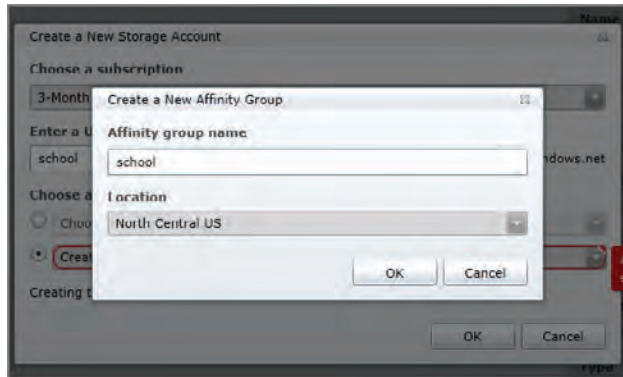 Name
Create a New Storage Account
Choose a subscription
3-Month
Create a New Affinity Group
Enter a U
Affinity group name
school
school
ndows.net
Choose a
Location
Choo
North Central US
Creat
OK
Cancel
Creating t
OK
Cancel
Type